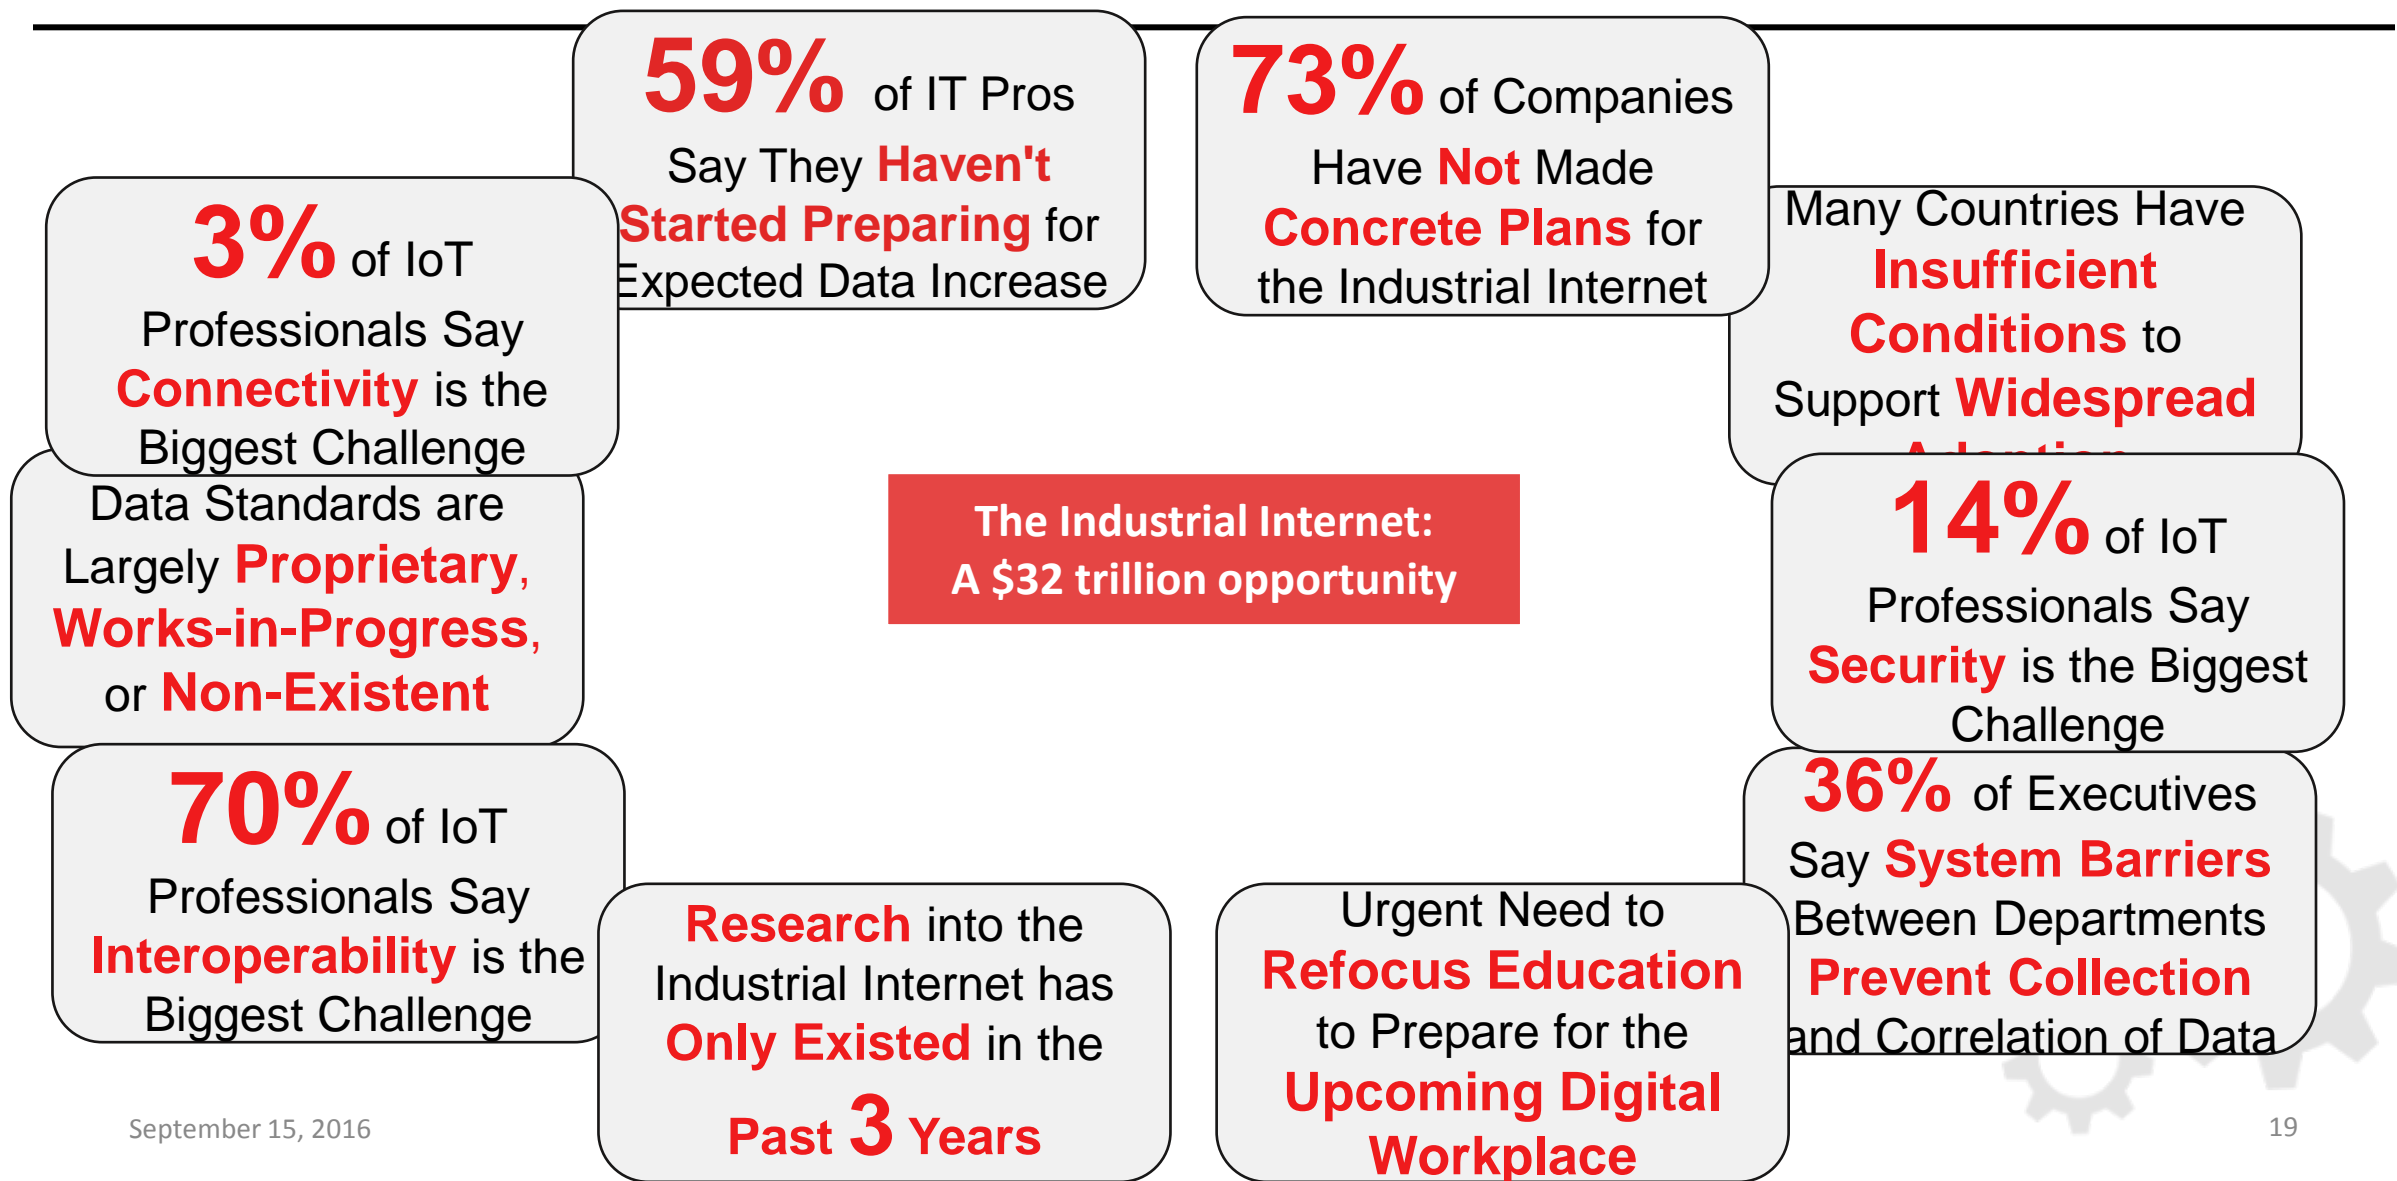 59% of IT Pros
Say They Haven't
Started Preparing for
Expected Data Increase
73% of Companies
Have Not Made
Concrete Plans for
the Industrial Internet
3% of IoT
Professionals Say
Connectivity is the
Biggest Challenge
Many Countries Have
Insufficient
Conditions to
Support Widespread
Adoption
Data Standards are
Largely Proprietary,
Works-in-Progress,
or Non-Existent
The Industrial Internet:
A $32 trillion opportunity
14% of IoT
Professionals Say
Security is the Biggest
Challenge
70% of IoT
Professionals Say
Interoperability is the
Biggest Challenge
36% of Executives
Say System Barriers
Between Departments
Prevent Collection
and Correlation of Data
Research into the
Industrial Internet has
Only Existed in the
Past 3 Years
Urgent Need to
Refocus Education
to Prepare for the
Upcoming Digital
Workplace
September 15, 2016
19